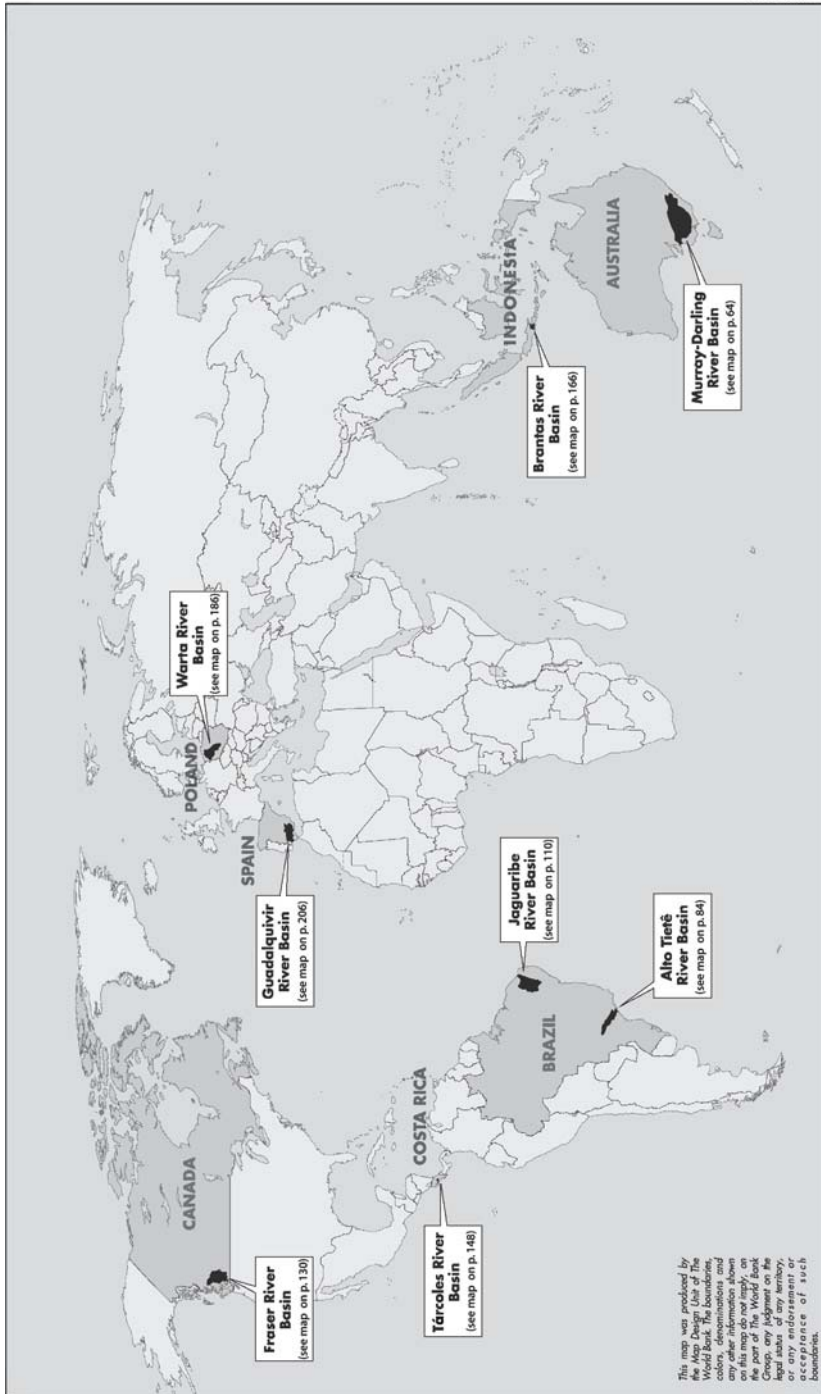 CANADA
Fraser River
Basin
(see map on p.130)
COSTA RICA
Tárcoles River
Basin
(see map on p.148)
BRAZIL
Jaguaribe
River Basin
(see map on p.110)
Alto Tietê
River Basin
(see map on p.84)
SPAIN
Guadalquivir
River Basin
(see map on p.206)
POLAND
Warta River
Basin
(see map on p.186)
INDONESIA
Brantas River
Basin
(see map on p.166)
AUSTRALIA
Murray-Darling
River Basin
(see map on p.64)
This map was produced by
the Map Design Unit of The
World Bank. The boundaries,
colors, denominations and
any other information shown
on this map do not imply, on
the part of The World Bank
Group, any judgment on the
legal status of any territory,
or any endorsement or
acceptance of such
boundaries.